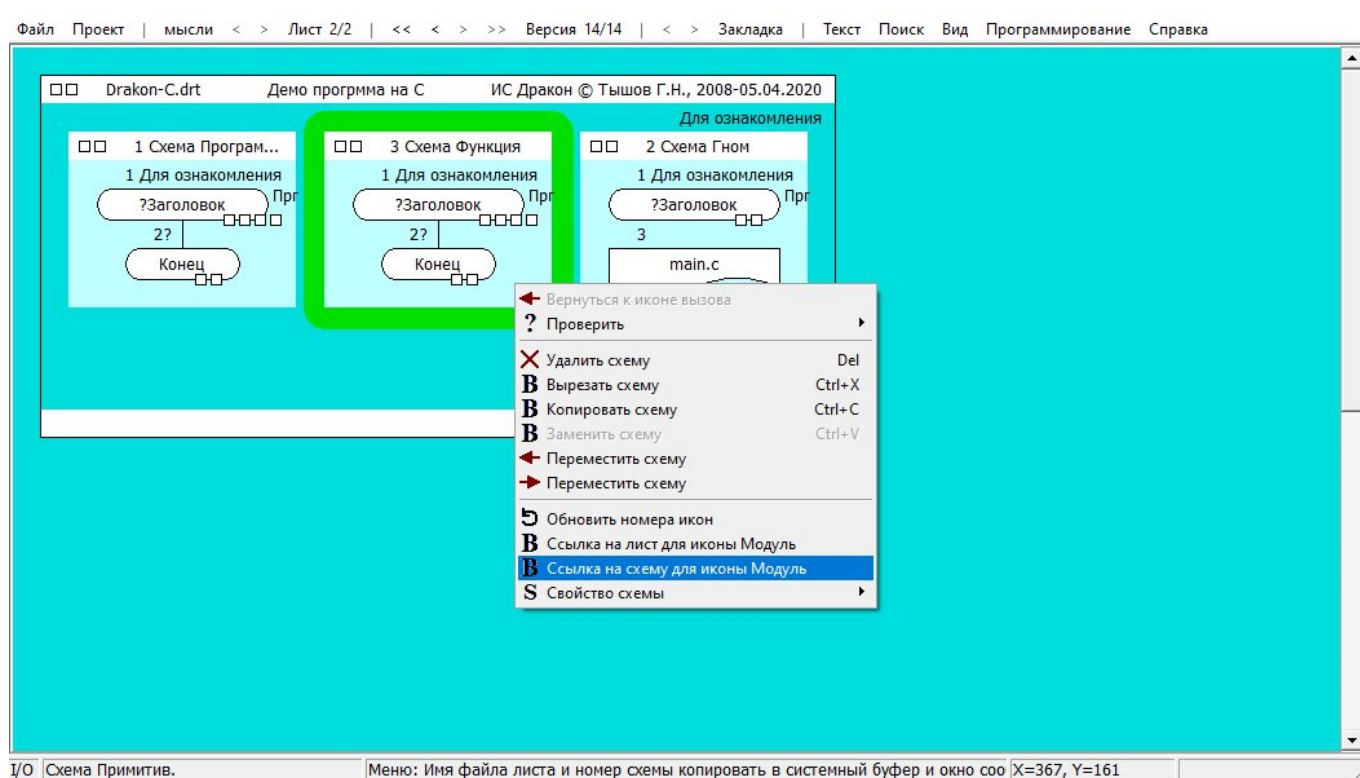 Файл Проект | мысли < > Лист 2/2 | << < > >> Версия 14/14 | < > Закладка | Текст Поиск Вид Программирование Справка
Drakon-C.drt Демо прогрмма на С ИС Дракон © Тышов Г.Н., 2008-05.04.2020
Для ознакомления
1 Схема Програм... 3 Схема Функция 2 Схема Гном
1 Для ознакомления 1 Для ознакомления 1 Для ознакомления
?Заголовок Прг ?Заголовок Прг ?Заголовок Прг
2? 2? 3
Конец Конец main.c
Вернуться к иконе вызова
? Проверить
Удалить схему Del
B Вырезать схему Ctrl+X
B Копировать схему Ctrl+C
B Заменить схему Ctrl+V
Переместить схему
Переместить схему
Обновить номера икон
B Ссылка на лист для иконы Модуль
B Ссылка на схему для иконы Модуль
S Свойство схемы
I/O Схема Примитив. Меню: Имя файла листа и номер схемы копировать в системный буфер и окно соо X=367, Y=161